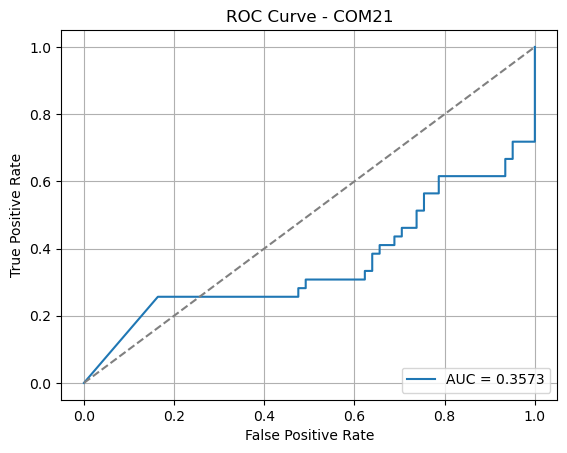 ROC Curve - COM21
True Positive Rate
1.0
0.8
0.6
0.4
0.2
0.0
AUC = 0.3573
0.0 0.2 0.4 0.6 0.8 1.0
False Positive Rate